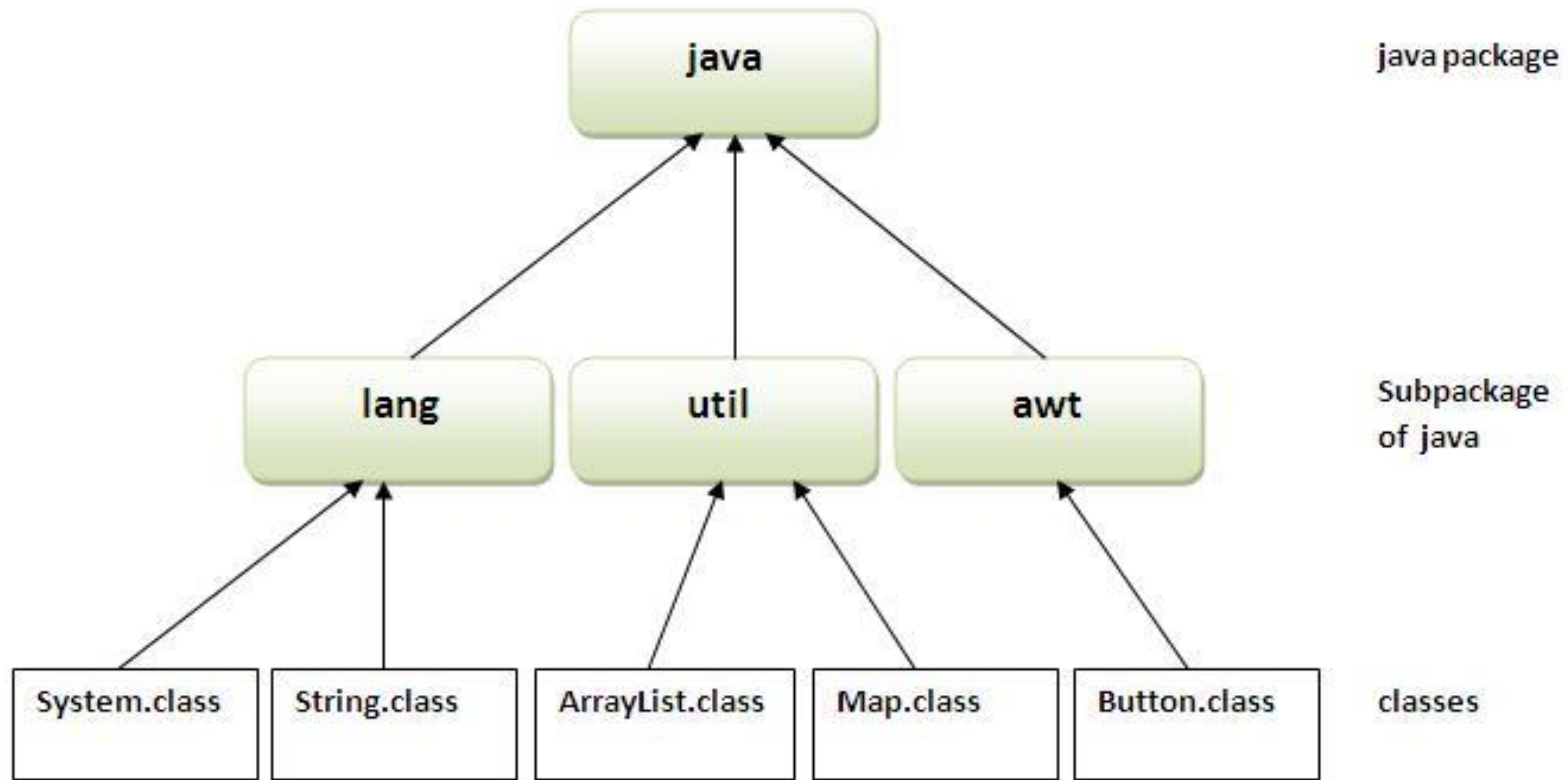 java
java package
lang
util
awt
Subpackage
of java
System.class
String.class
ArrayList.class
Map.class
Button.class
classes